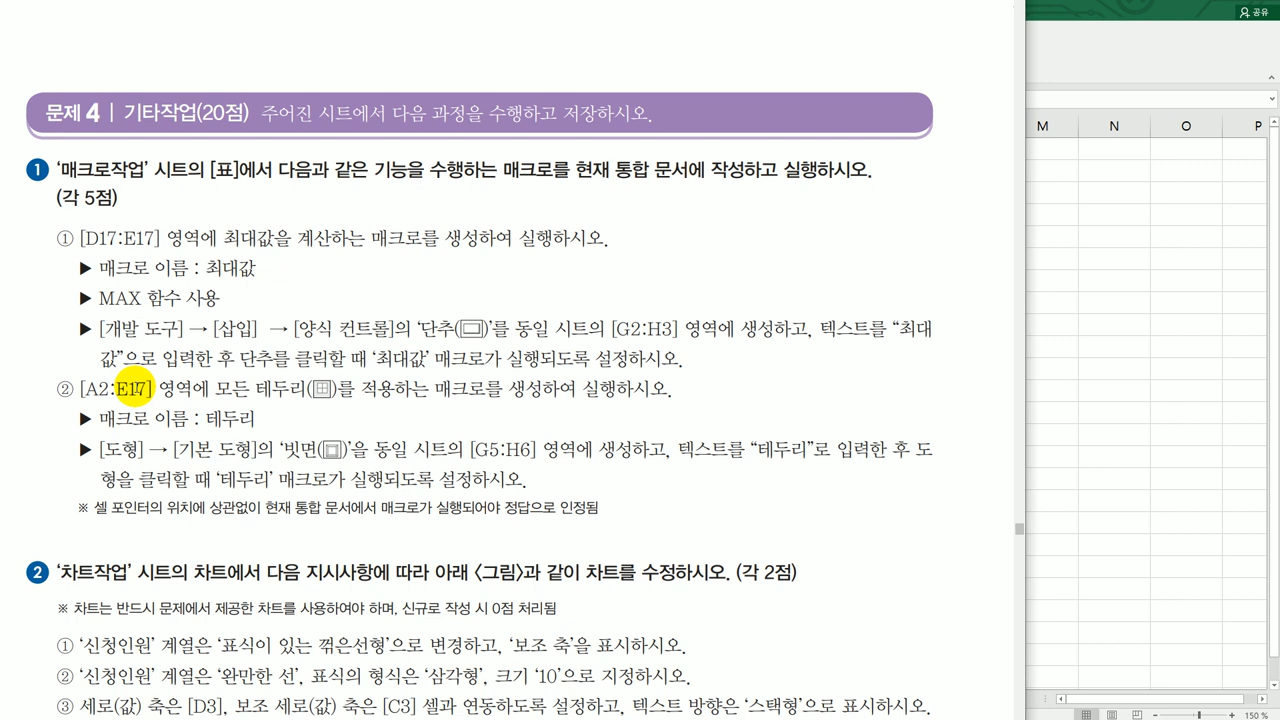 공유
문제 4 | 기타작업(20점) 주어진 시트에서 다음 과정을 수행하고 저장하시오.
M N O P
1 ‘매크로작업’ 시트의 [표]에서 다음과 같은 기능을 수행하는 매크로를 현재 통합 문서에 작성하고 실행하시오.
(각 5점)
① [D17:E17] 영역에 최대값을 계산하는 매크로를 생성하여 실행하시오.
▶ 매크로 이름 : 최대값
▶ MAX 함수 사용
▶ [개발 도구] → [삽입] → [양식 컨트롤]의 ‘단추(▭)’를 동일 시트의 [G2:H3] 영역에 생성하고, 텍스트를 “최대
값”으로 입력한 후 단추를 클릭할 때 ‘최대값’ 매크로가 실행되도록 설정하시오.
② [A2:E17] 영역에 모든 테두리(⊞)를 적용하는 매크로를 생성하여 실행하시오.
▶ 매크로 이름 : 테두리
▶ [도형] → [기본 도형]의 ‘빗면(□)’을 동일 시트의 [G5:H6] 영역에 생성하고, 텍스트를 “테두리”로 입력한 후 도
형을 클릭할 때 ‘테두리’ 매크로가 실행되도록 설정하시오.
※ 셀 포인터의 위치에 상관없이 현재 통합 문서에서 매크로가 실행되어야 정답으로 인정됨
2 ‘차트작업’ 시트의 차트에서 다음 지시사항에 따라 아래 〈그림〉과 같이 차트를 수정하시오. (각 2점)
※ 차트는 반드시 문제에서 제공한 차트를 사용하여야 하며, 신규로 작성 시 0점 처리됨
① ‘신청인원’ 계열은 ‘표식이 있는 꺾은선형’으로 변경하고, ‘보조 축’을 표시하시오.
② ‘신청인원’ 계열은 ‘완만한 선’, 표식의 형식은 ‘삼각형’, 크기 ‘10’으로 지정하시오.
③ 세로(값) 축은 [D3], 보조 세로(값) 축은 [C3] 셀과 연동하도록 설정하고, 텍스트 방향은 ‘스택형’으로 표시하시오.
150 %